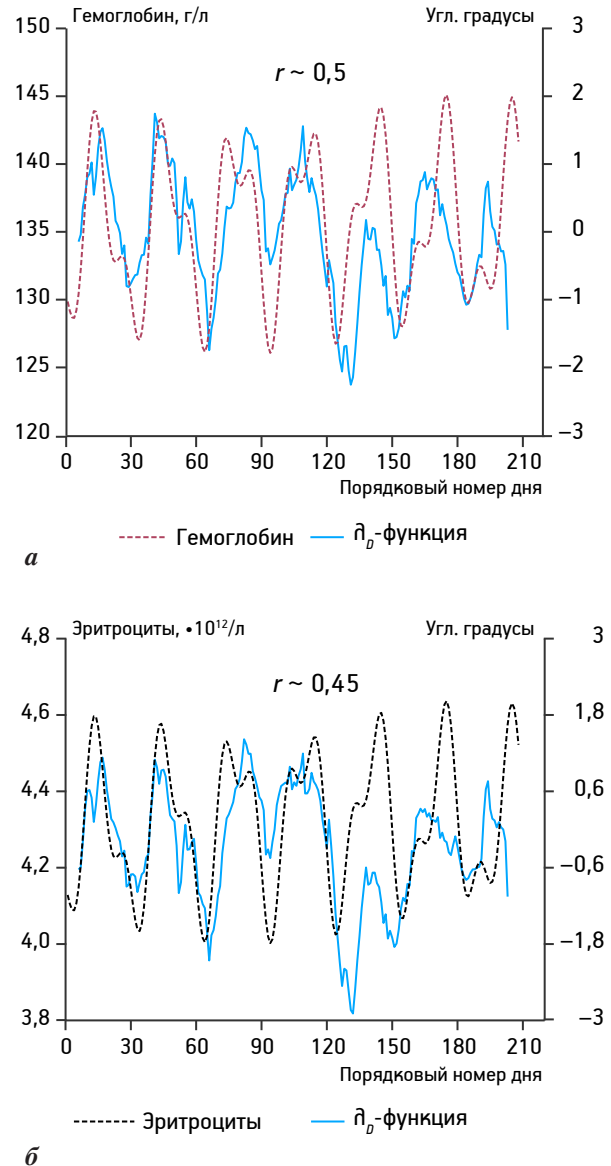 Гемоглобин, г/л Угл. градусы
150 3
r ~ 0,5
145 2
140 1
135 0
130 –1
125 –2
120 –3
0 30 60 90 120 150 180 210
Порядковый номер дня
Гемоглобин ∂D-функция
а
Эритроциты, •10¹²/л Угл. градусы
4,8 3
r ~ 0,45
4,6 1,8
4,4 0,6
4,2 –0,6
4,0 –1,8
3,8 –3
0 30 60 90 120 150 180 210
Порядковый номер дня
Эритроциты ∂D-функция
б